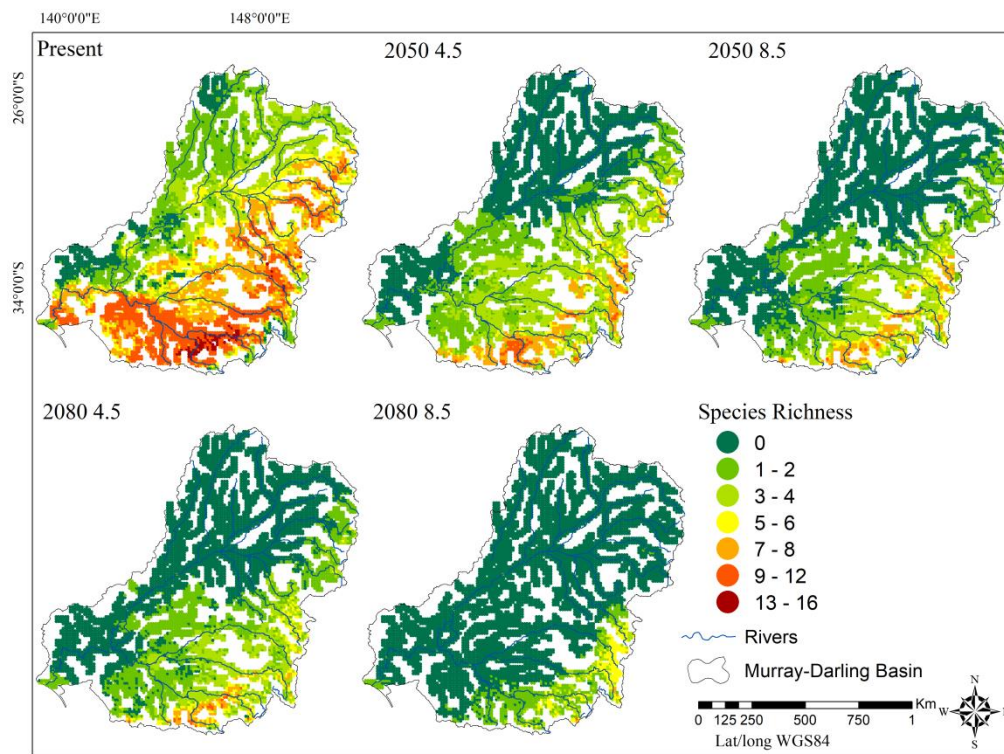 140°0'0"E 148°0'0"E
Present
2050 4.5
2050 8.5
26°0'0"S
34°0'0"S
2080 4.5
2080 8.5
Species Richness
0
1 - 2
3 - 4
5 - 6
7 - 8
9 - 12
13 - 16
Rivers
Murray-Darling Basin
0 125 250 500 750 1 Km
Lat/long WGS84
N
W
S